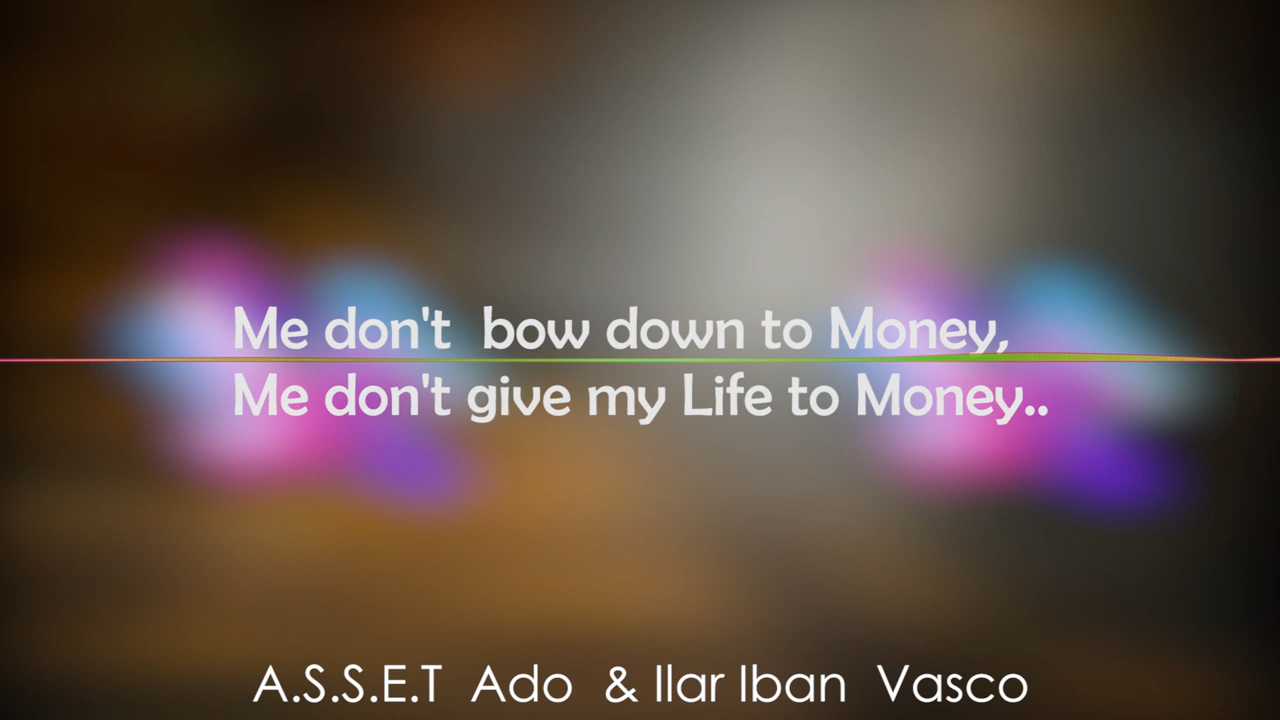 Me don't bow down to Money,
Me don't give my Life to Money..
A.S.S.E.T Ado & Ilar Iban Vasco